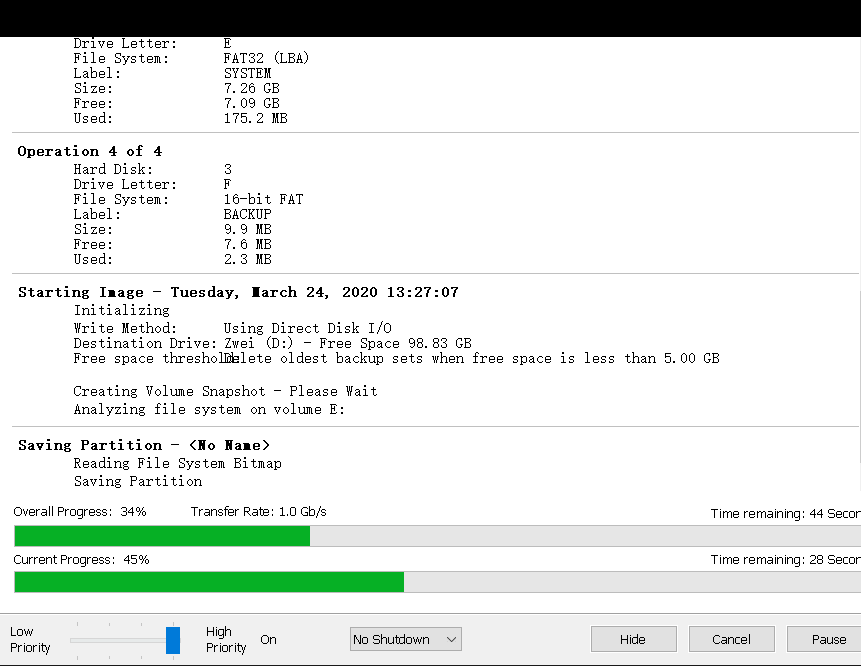 Drive Letter: E
File System: FAT32 (LBA)
Label: SYSTEM
Size: 7.26 GB
Free: 7.09 GB
Used: 175.2 MB
Operation 4 of 4
Hard Disk: 3
Drive Letter: F
File System: 16-bit FAT
Label: BACKUP
Size: 9.9 MB
Free: 7.6 MB
Used: 2.3 MB
Starting Image - Tuesday, March 24, 2020 13:27:07
Initializing
Write Method: Using Direct Disk I/O
Destination Drive: Zwei (D:) - Free Space 98.83 GB
Free space threshold: Delete oldest backup sets when free space is less than 5.00 GB
Creating Volume Snapshot - Please Wait
Analyzing file system on volume E:
Saving Partition - <No Name>
Reading File System Bitmap
Saving Partition
Overall Progress: 34% Transfer Rate: 1.0 Gb/s Time remaining: 44 Secon
Current Progress: 45% Time remaining: 28 Secon
Low Priority High Priority On No Shutdown Hide Cancel Pause